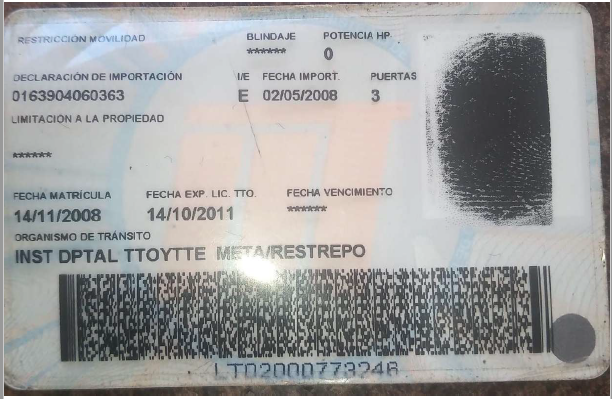 RESTRICCIÓN MOVILIDAD BLINDAJE POTENCIA HP
****** 0
DECLARACIÓN DE IMPORTACIÓN I/E FECHA IMPORT. PUERTAS
0163904060363 E 02/05/2008 3
LIMITACIÓN A LA PROPIEDAD
******
FECHA MATRÍCULA FECHA EXP. LIC. TTO. FECHA VENCIMIENTO
14/11/2008 14/10/2011 ******
ORGANISMO DE TRÁNSITO
INST DPTAL TTOYTTE META/RESTREPO
LT02000773246